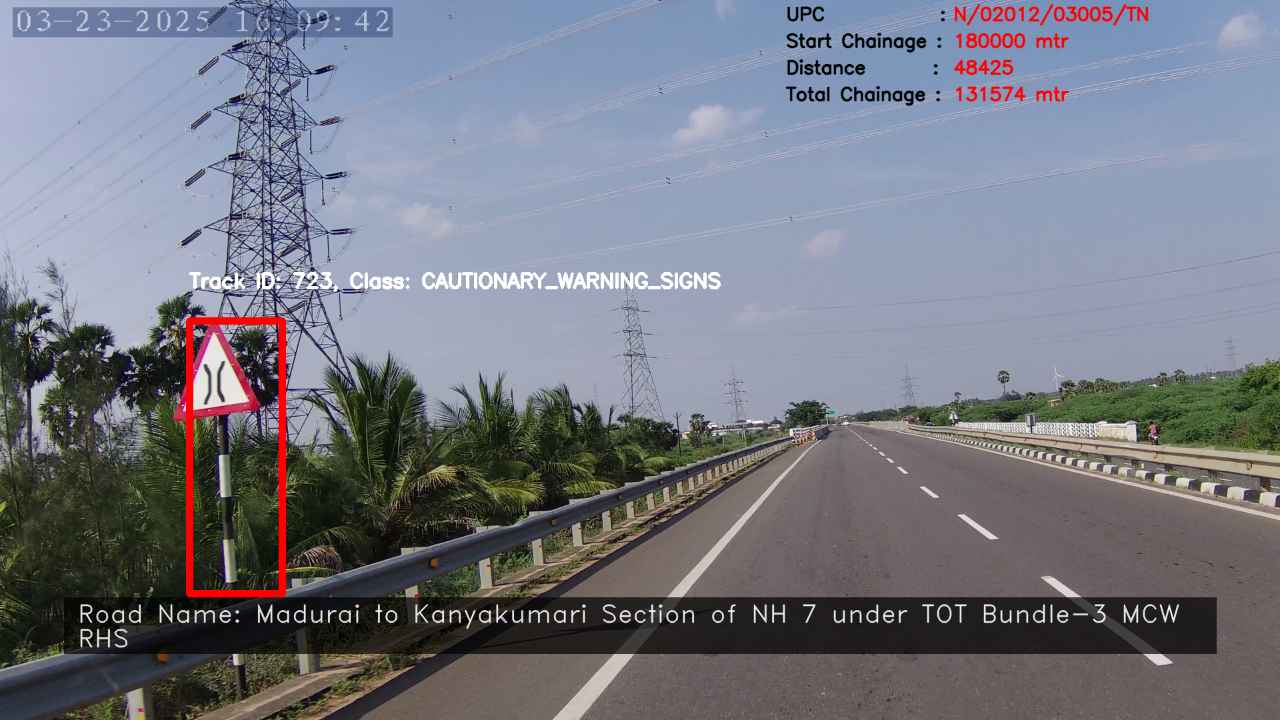 03-23-2025 16:09:42
UPC : N/02012/03005/TN
Start Chainage : 180000 mtr
Distance : 48425
Total Chainage : 131574 mtr
Track ID: 723, Class: CAUTIONARY_WARNING_SIGNS
Road Name: Madurai to Kanyakumari Section of NH 7 under TOT Bundle-3 MCW
RHS